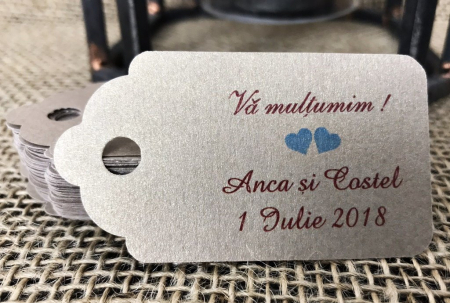 Vă mulțumim !
Anca și Costel
1 Iulie 2018